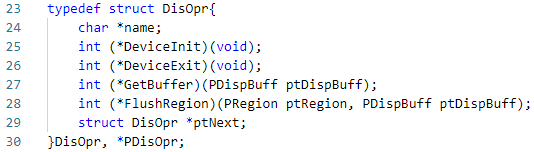 23 typedef struct DisOpr{
24     char *name;
25     int (*DeviceInit)(void);
26     int (*DeviceExit)(void);
27     int (*GetBuffer)(PDispBuff ptDispBuff);
28     int (*FlushRegion)(PRegion ptRegion, PDispBuff ptDispBuff);
29     struct DisOpr *ptNext;
30 }DisOpr, *PDisOpr;